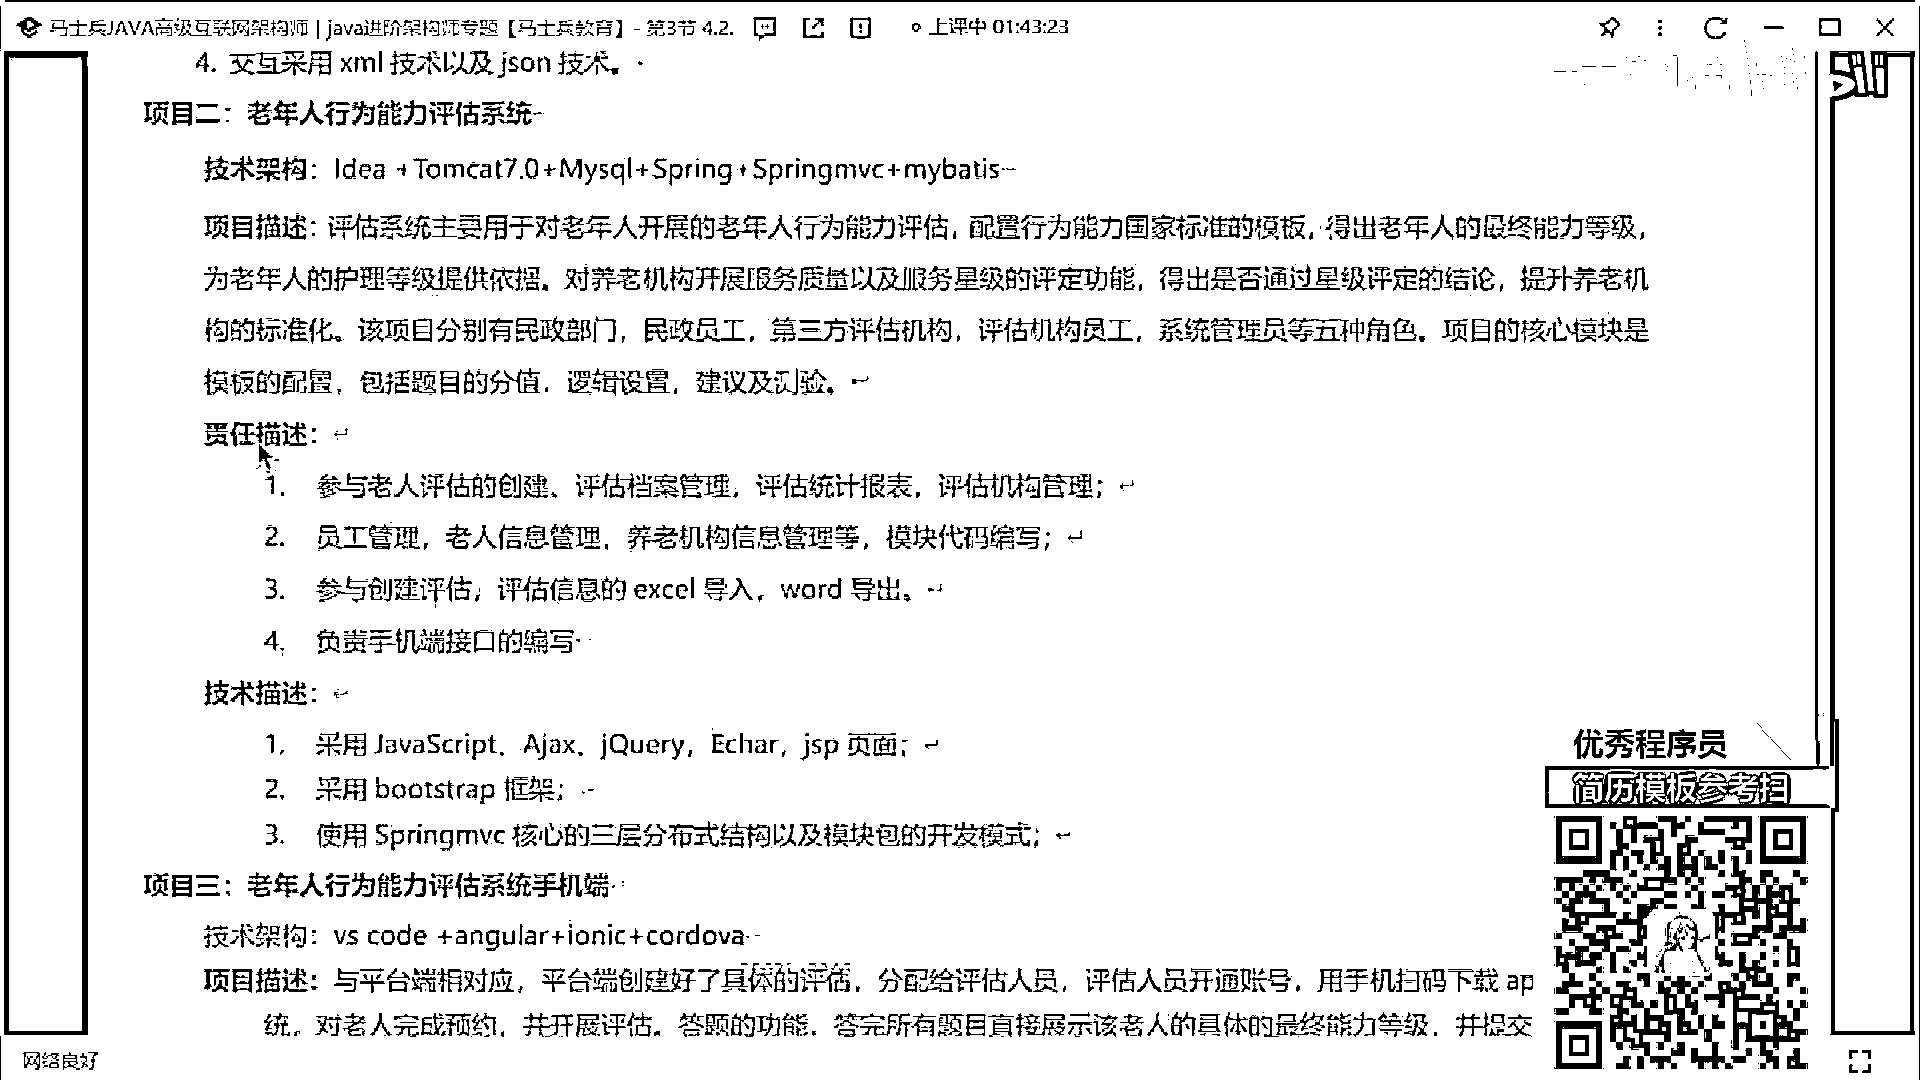 马士兵JAVA高级互联网架构师 | java进阶架构师专题【马士兵教育】- 第3节 4.2. 上课中 01:43:23
4. 交互采用 xml 技术以及 json 技术。
项目二：老年人行为能力评估系统
技术架构：Idea +Tomcat7.0+Mysql+Spring+Springmvc+mybatis
项目描述：评估系统主要用于对老年人开展的老年人行为能力评估，配置行为能力国家标准的模板，得出老年人的最终能力等级，
为老年人的护理等级提供依据。对养老机构开展服务质量以及服务星级的评定功能，得出是否通过星级评定的结论，提升养老机
构的标准化。该项目分别有民政部门，民政员工，第三方评估机构，评估机构员工，系统管理员等五种角色。项目的核心模块是
模板的配置，包括题目的分值，逻辑设置，建议及测验。
责任描述：
1. 参与老人评估的创建、评估档案管理，评估统计报表，评估机构管理；
2. 员工管理，老人信息管理，养老机构信息管理等，模块代码编写；
3. 参与创建评估，评估信息的 excel 导入，word 导出。
4. 负责手机端接口的编写
技术描述：
1. 采用 JavaScript、Ajax、jQuery，Echar，jsp 页面；
2. 采用 bootstrap 框架；
3. 使用 Springmvc 核心的三层分布式结构以及模块包的开发模式；
项目三：老年人行为能力评估系统手机端
技术架构：vs code +angular+ionic+cordova
项目描述：与平台端相对应，平台端创建好了具体的评估，分配给评估人员，评估人员开通账号，用手机扫码下载 ap
统。对老人完成预约，并开展评估。答题的功能，答完所有题目直接展示该老人的具体的最终能力等级，并提交
优秀程序员
简历模板参考扫
网络良好